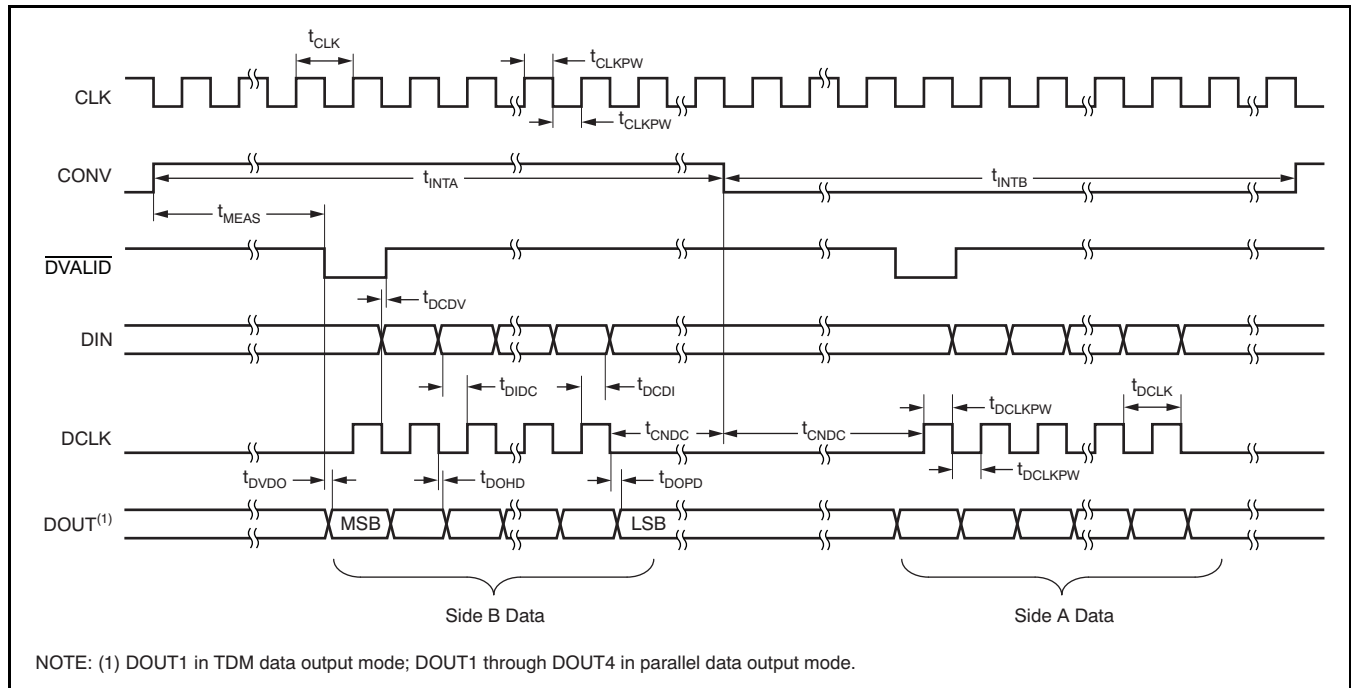 tCLK
tCLKPW
CLK
tCLKPW
CONV
tINTA
tINTB
tMEAS
DVALID
tDCDV
DIN
tDIDC
tDCDI
tDCLKPW
tDCLK
DCLK
tCNDC
tCNDC
tDVDO
tDOHD
tDOPD
tDCLKPW
DOUT(1)
MSB
LSB
Side B Data
Side A Data
NOTE: (1) DOUT1 in TDM data output mode; DOUT1 through DOUT4 in parallel data output mode.